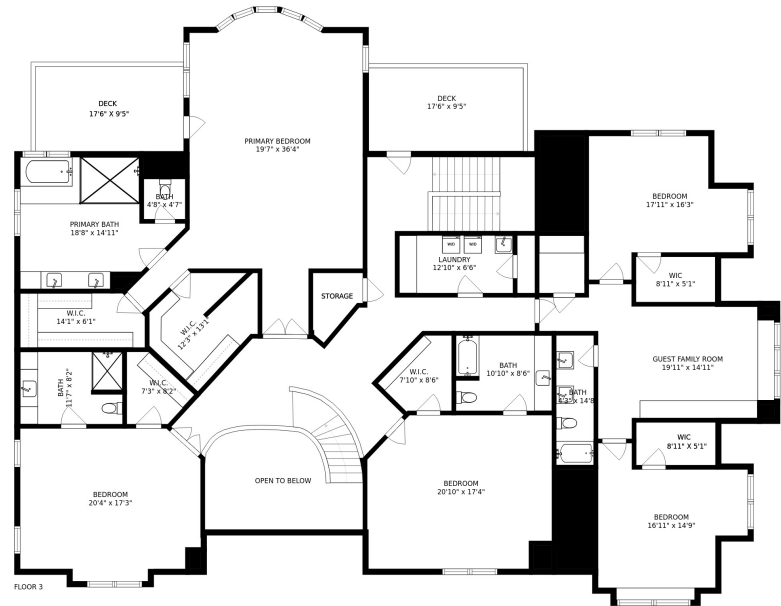 DECK
17'6" X 9'5"
DECK
17'6" x 9'5"
PRIMARY BEDROOM
19'7" x 36'4"
BATH
4'8" x 4'7"
BEDROOM
17'11" x 16'3"
PRIMARY BATH
18'8" x 14'11"
W/D
W/D
LAUNDRY
12'10" x 6'6"
WIC
8'11" x 5'1"
STORAGE
W.I.C.
14'1" x 6'1"
W.I.C.
12'3" x 13'1"
GUEST FAMILY ROOM
19'11" x 14'11"
BATH
11'7" x 8'2"
W.I.C.
7'3" x 8'2"
W.I.C.
7'10" x 8'6"
BATH
10'10" x 8'6"
BATH
4'3" x 14'8"
WIC
8'11" X 5'1"
OPEN TO BELOW
BEDROOM
20'10" x 17'4"
BEDROOM
20'4" x 17'3"
BEDROOM
16'11" x 14'9"
FLOOR 3